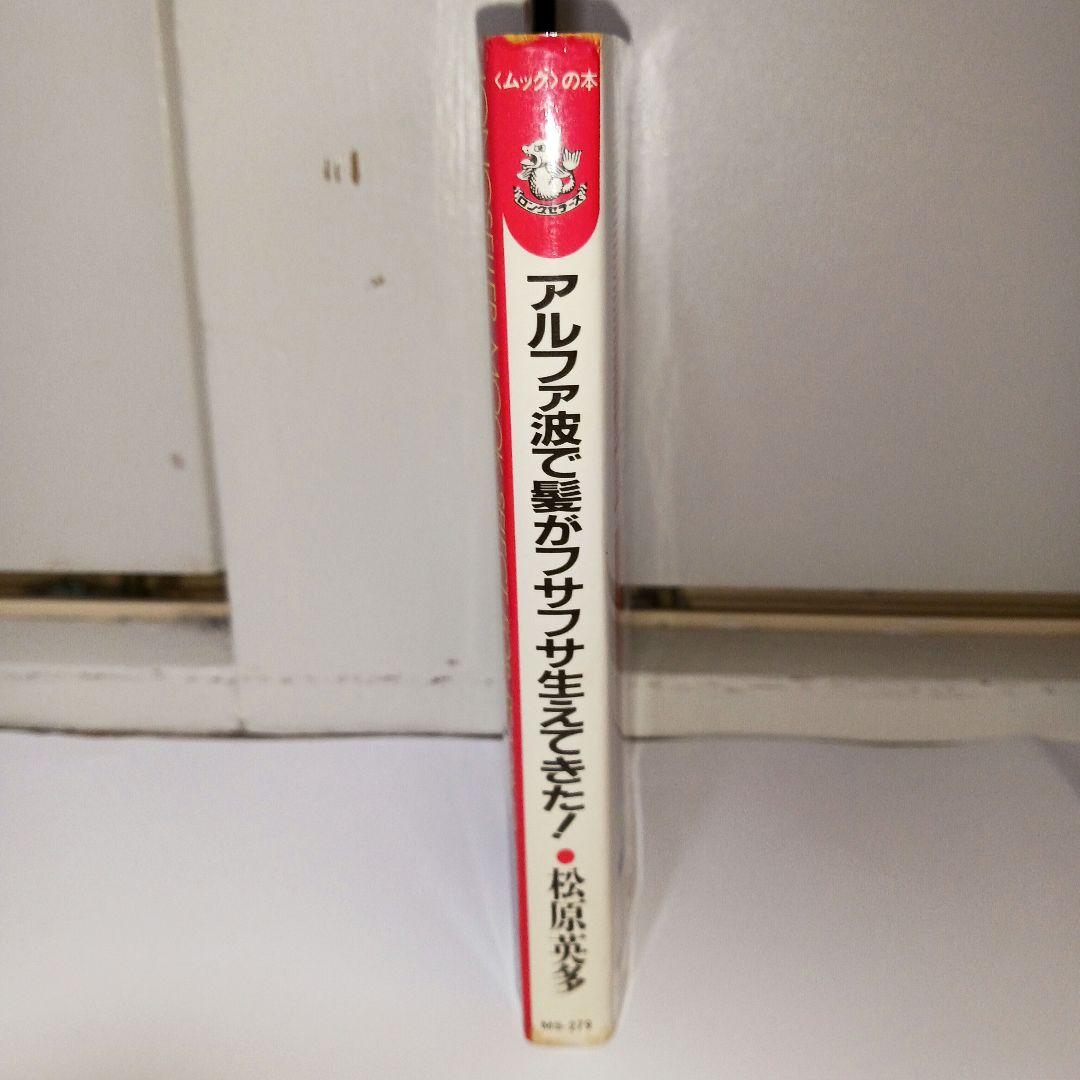 〈ムック〉の本
ロングセラーズ
アルファ波で髪がフサフサ生えてきた!
●松原英多